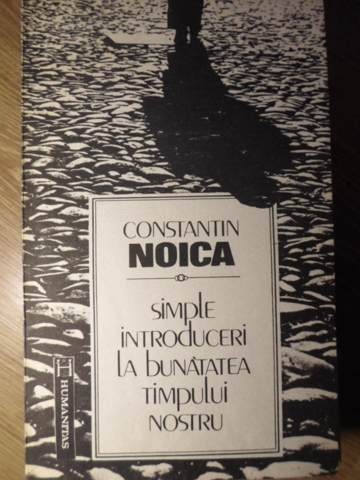 CONSTANTIN
NOICA
simple
introduceri
la bunătatea
timpului
nostru
H
HUMANITAS